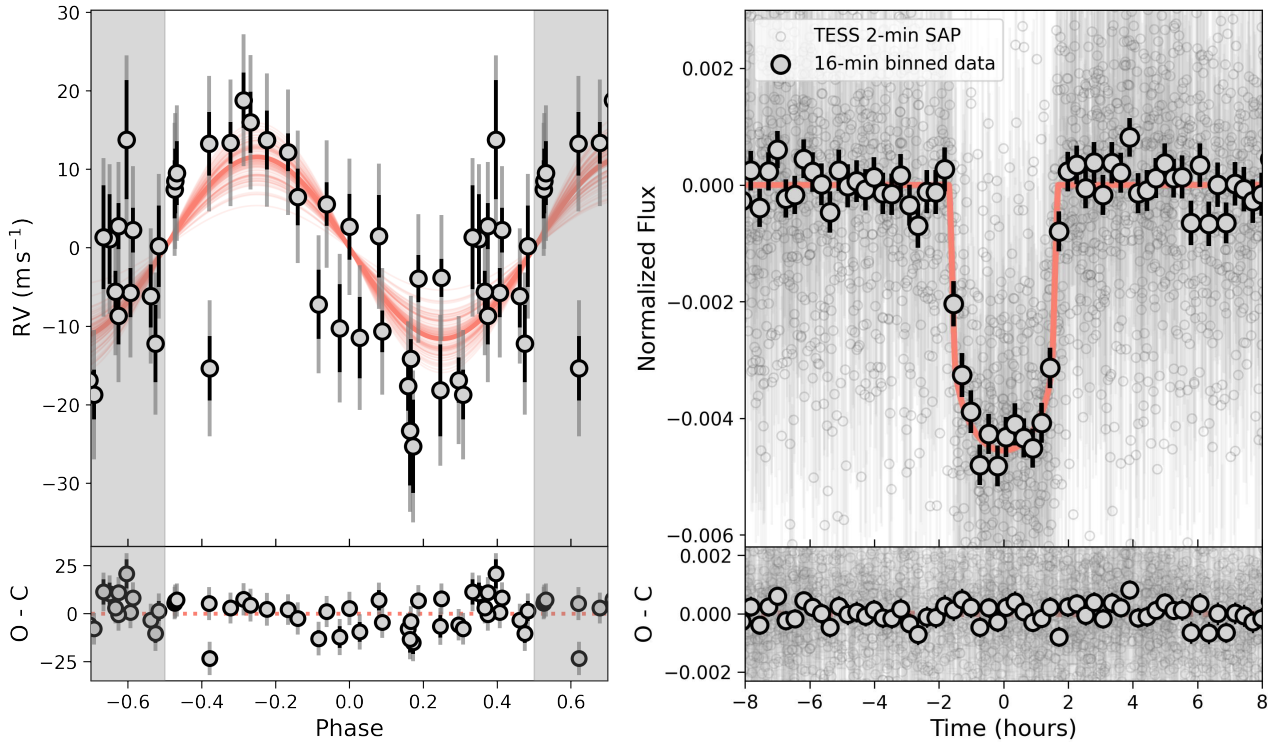 30
20
10
0
−10
−20
−30
RV (m s⁻¹)
25
0
−25
O - C
−0.6 −0.4 −0.2 0.0 0.2 0.4 0.6
Phase
TESS 2-min SAP
16-min binned data
0.002
0.000
−0.002
−0.004
−0.006
Normalized Flux
0.002
0.000
−0.002
O - C
−8 −6 −4 −2 0 2 4 6 8
Time (hours)